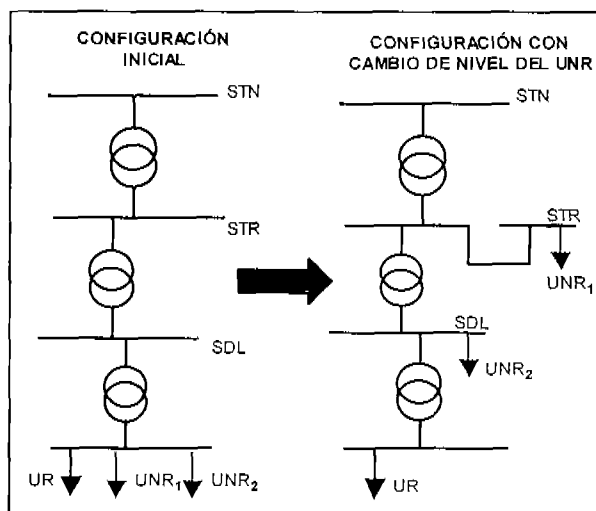 CONFIGURACIÓN
INICIAL
STN
STR
SDL
UR
UNR1
UNR2
CONFIGURACIÓN CON
CAMBIO DE NIVEL DEL UNR
STN
STR
UNR1
SDL
UNR2
UR